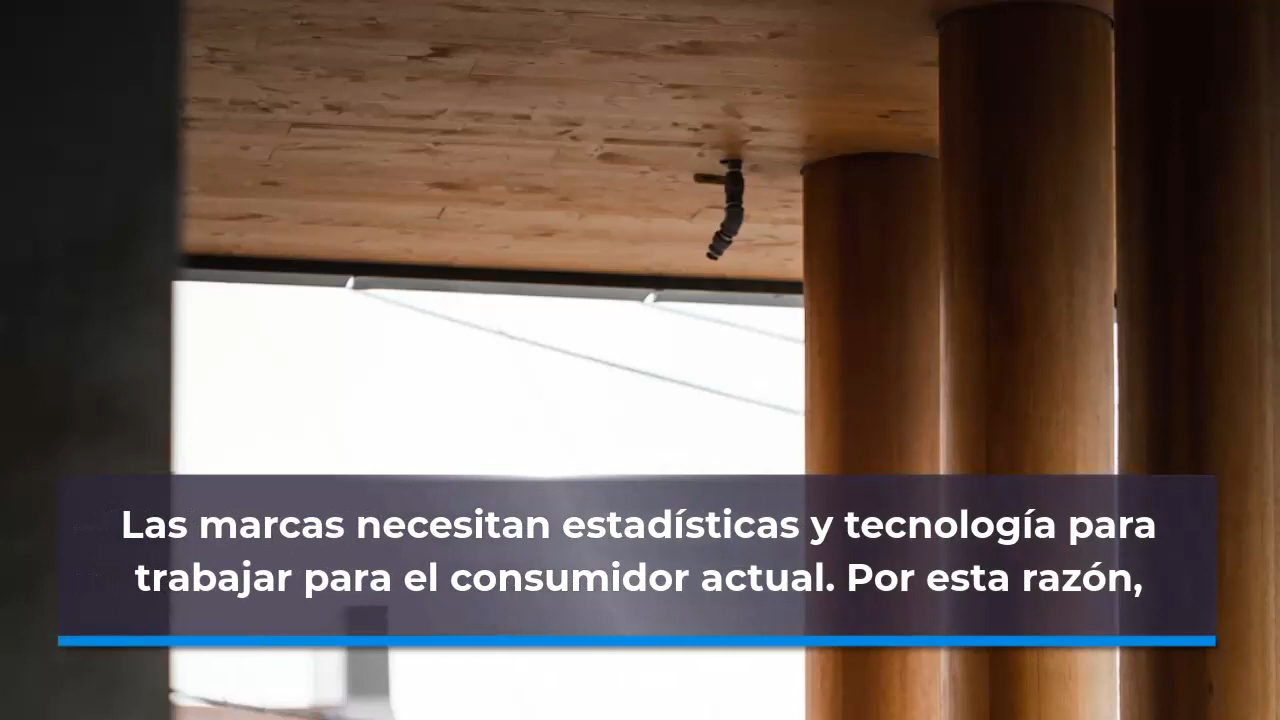 Las marcas necesitan estadísticas y tecnología para
trabajar para el consumidor actual. Por esta razón,